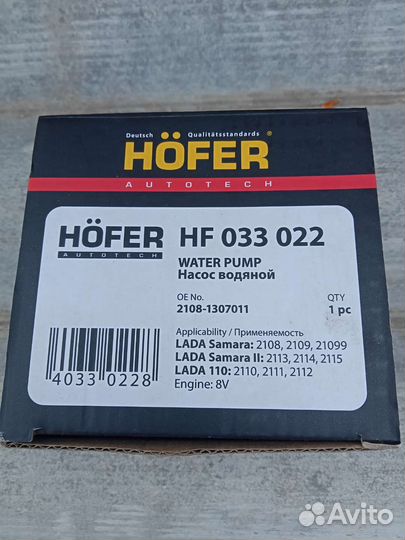 Deutsch Qualitätsstandards
HÖFER
AUTOTECH
HÖFER
AUTOTECH
HF 033 022
WATER PUMP
Насос водяной
OE No.
QTY
2108-1307011
1 pc
Applicability / Применяемость
LADA Samara: 2108, 2109, 21099
LADA Samara II: 2113, 2114, 2115
LADA 110: 2110, 2111, 2112
Engine: 8V
4033 0228
Avito